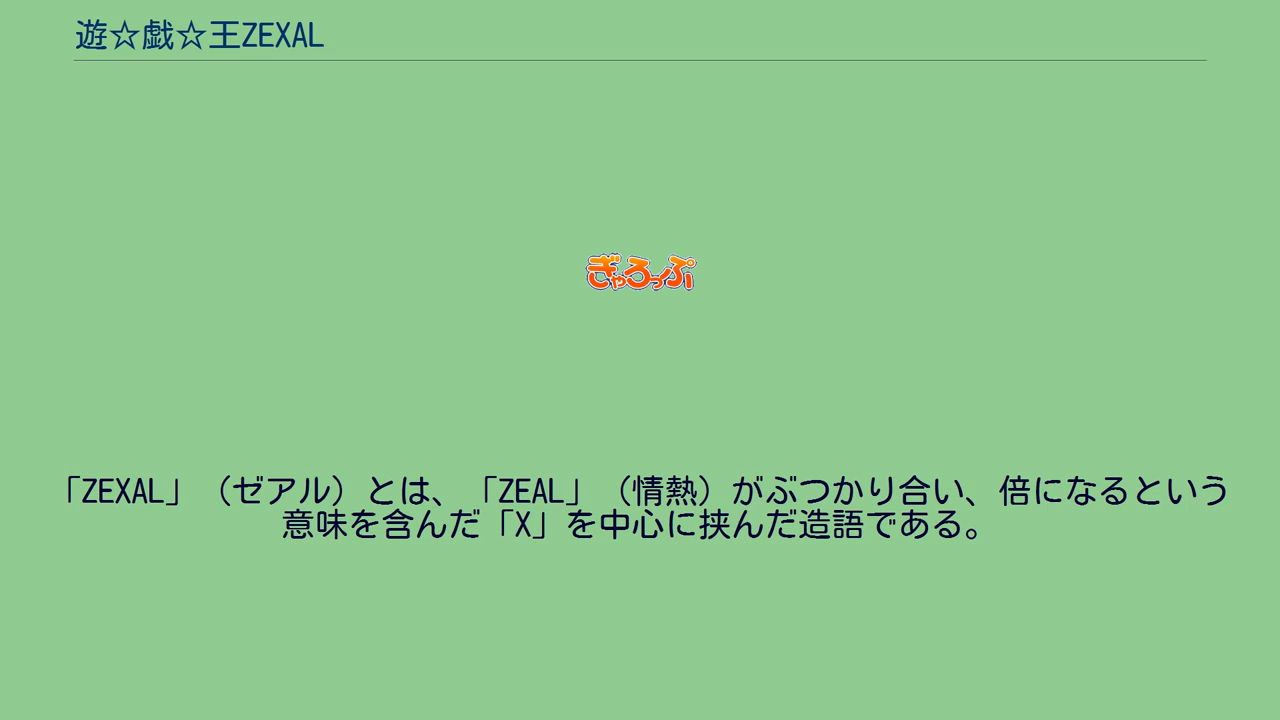 遊☆戯☆王ZEXAL
ぎゃろっぷ
「ZEXAL」（ゼアル）とは、「ZEAL」（情熱）がぶつかり合い、倍になるという
意味を含んだ「X」を中心に挟んだ造語である。